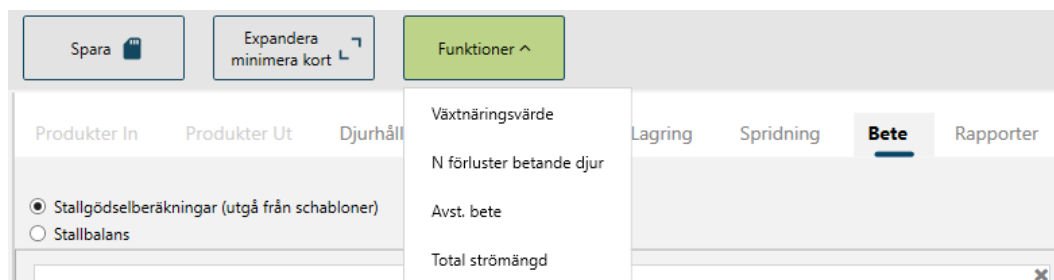 Spara
Expandera
minimera kort
Funktioner
Växtnäringsvärde
Produkter In Produkter Ut Djurhåll Lagring Spridning Bete Rapporter
N förluster betande djur
Stallgödselberäkningar (utgå från schabloner)
Avst. bete
Stallbalans
Total strömängd